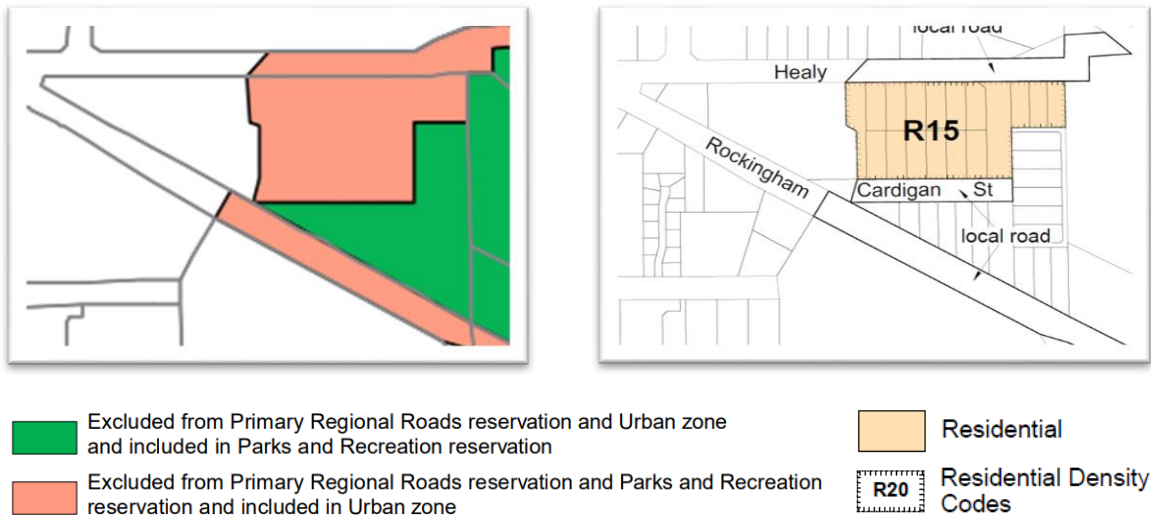 local road
Healy
R15
Rockingham
Cardigan St
local road
Excluded from Primary Regional Roads reservation and Urban zone
and included in Parks and Recreation reservation
Excluded from Primary Regional Roads reservation and Parks and Recreation
reservation and included in Urban zone
Residential
R20
Residential Density
Codes